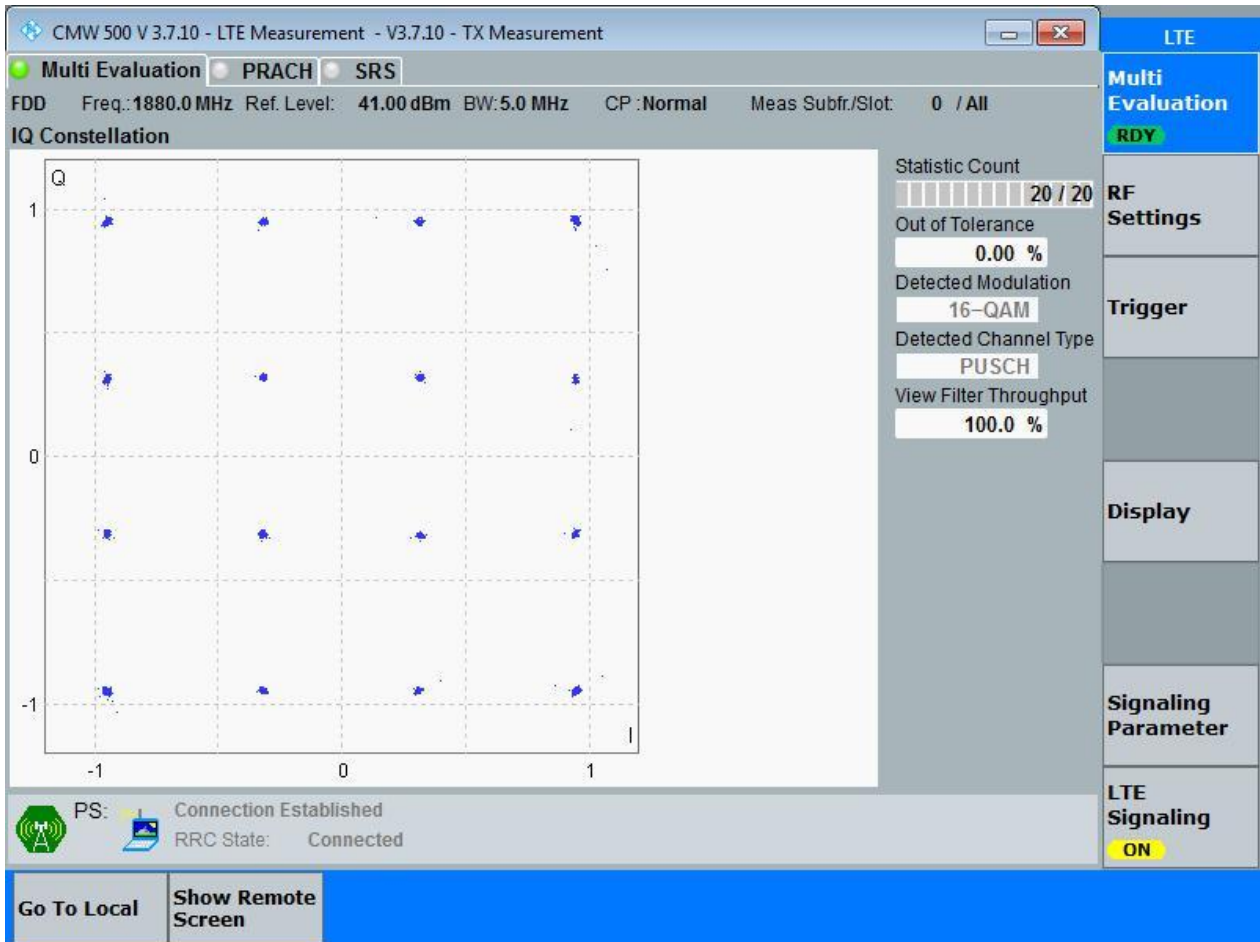 CMW 500 V 3.7.10 - LTE Measurement - V3.7.10 - TX Measurement
LTE
Multi Evaluation PRACH SRS
FDD Freq.: 1880.0 MHz Ref. Level: 41.00 dBm BW: 5.0 MHz CP : Normal Meas Subfr./Slot: 0 / All
IQ Constellation
Q
1
0
-1
I
-1 0 1
Statistic Count
20 / 20
Out of Tolerance
0.00 %
Detected Modulation
16-QAM
Detected Channel Type
PUSCH
View Filter Throughput
100.0 %
Multi
Evaluation
RDY
RF
Settings
Trigger
Display
Signaling
Parameter
LTE
Signaling
ON
PS: Connection Established
RRC State: Connected
Go To Local
Show Remote
Screen